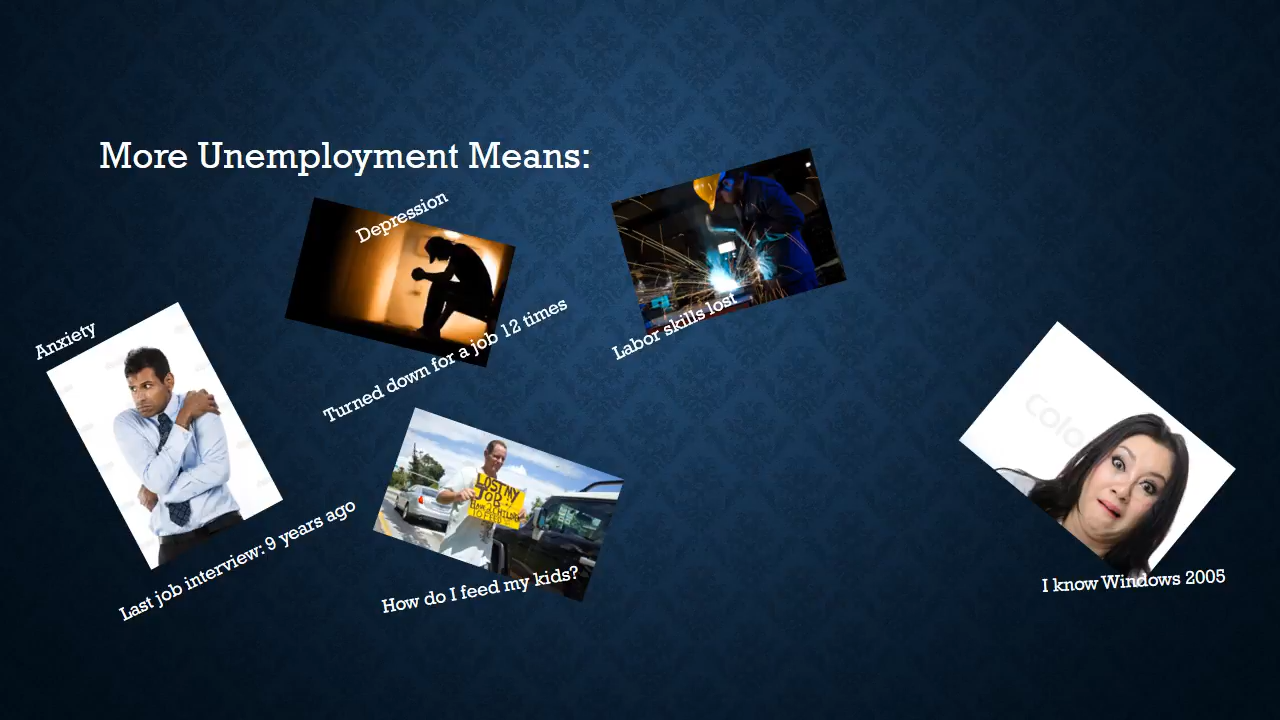 More Unemployment Means:
Depression
Anxiety
Turned down for a job 12 times
Labor skills lost
LOST MY
JOB!
Last job interview: 9 years ago
How do I feed my kids?
colo
I know Windows 2005